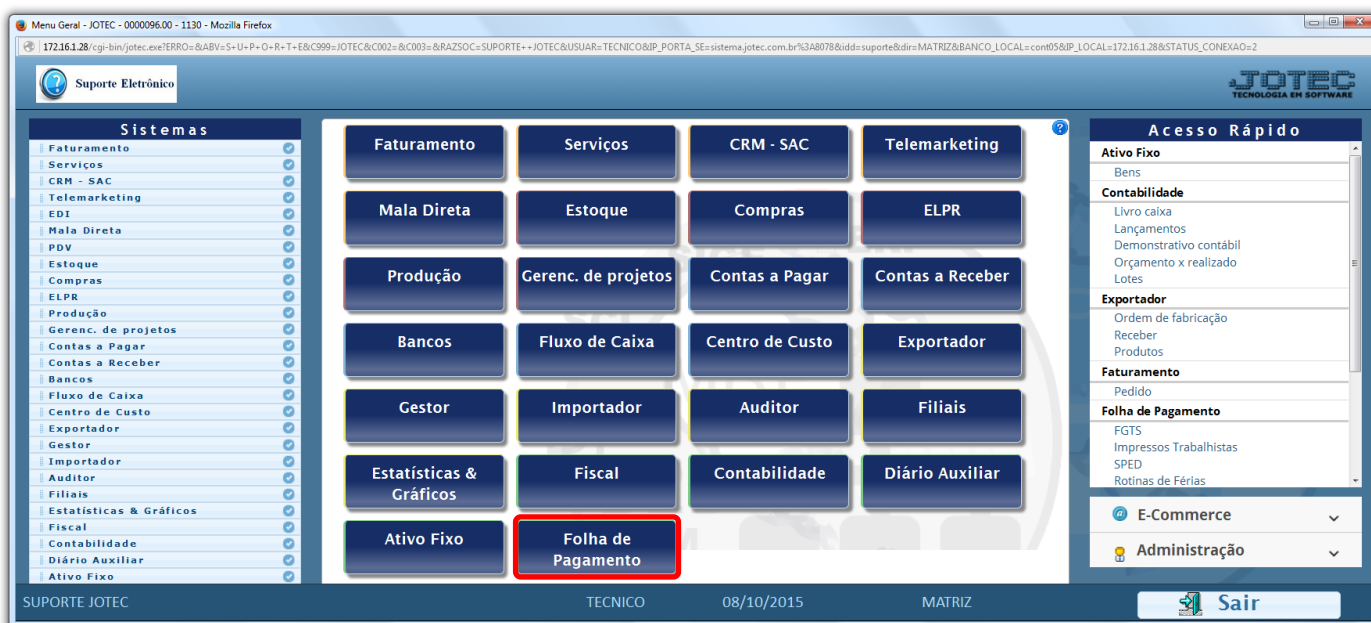 Menu Geral - JOTEC - 0000096.00 - 1130 - Mozilla Firefox
172.16.1.28/cgi-bin/jotec.exe?ERRO=&ABV=S+U+P+O+R+T+E&C999=JOTEC&C002=&C003=&RAZSOC=SUPORTE++JOTEC&USUAR=TECNICO&IP_PORTA_SE=sistema.jotec.com.br%3A8078&idd=suporte&dir=MATRIZ&BANCO_LOCAL=cont05&IP_LOCAL=172.16.1.28&STATUS_CONEXAO=2
Suporte Eletrônico
JOTEC
TECNOLOGIA EM SOFTWARE
Sistemas
Faturamento
Serviços
CRM - SAC
Telemarketing
EDI
Mala Direta
PDV
Estoque
Compras
ELPR
Produção
Gerenc. de projetos
Contas a Pagar
Contas a Receber
Bancos
Fluxo de Caixa
Centro de Custo
Exportador
Gestor
Importador
Auditor
Filiais
Estatísticas & Gráficos
Fiscal
Contabilidade
Diário Auxiliar
Ativo Fixo
Faturamento
Serviços
CRM - SAC
Telemarketing
Mala Direta
Estoque
Compras
ELPR
Produção
Gerenc. de projetos
Contas a Pagar
Contas a Receber
Bancos
Fluxo de Caixa
Centro de Custo
Exportador
Gestor
Importador
Auditor
Filiais
Estatísticas &
Gráficos
Fiscal
Contabilidade
Diário Auxiliar
Ativo Fixo
Folha de
Pagamento
Acesso Rápido
Ativo Fixo
Bens
Contabilidade
Livro caixa
Lançamentos
Demonstrativo contábil
Orçamento x realizado
Lotes
Exportador
Ordem de fabricação
Receber
Produtos
Faturamento
Pedido
Folha de Pagamento
FGTS
Impressos Trabalhistas
SPED
Rotinas de Férias
E-Commerce
Administração
SUPORTE JOTEC
TECNICO
08/10/2015
MATRIZ
Sair